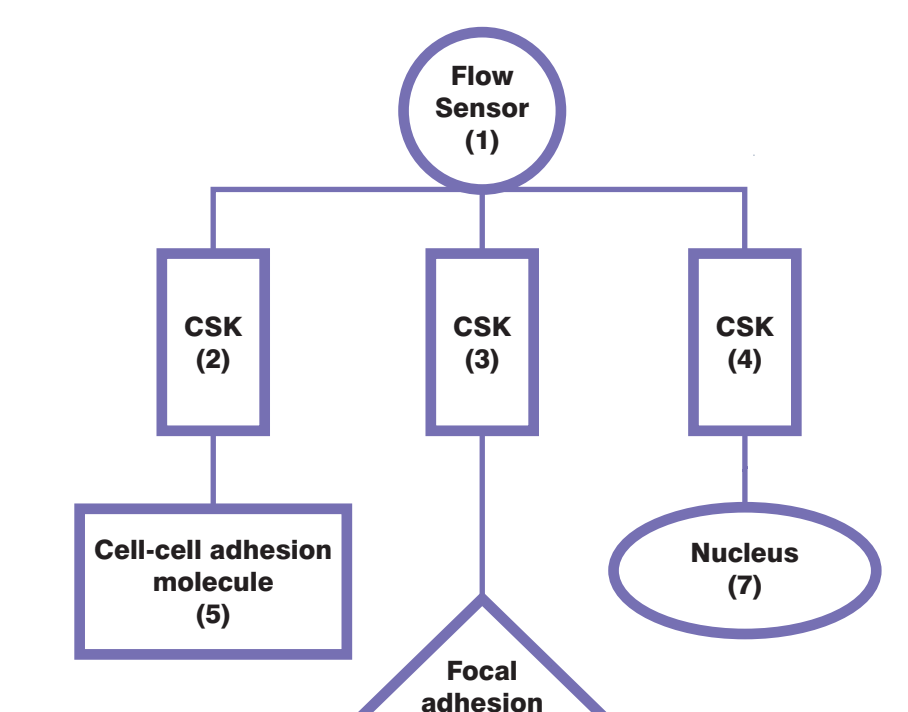 Flow
Sensor
(1)
CSK
(2)
CSK
(3)
CSK
(4)
Cell-cell adhesion
molecule
(5)
Nucleus
(7)
Focal
adhesion